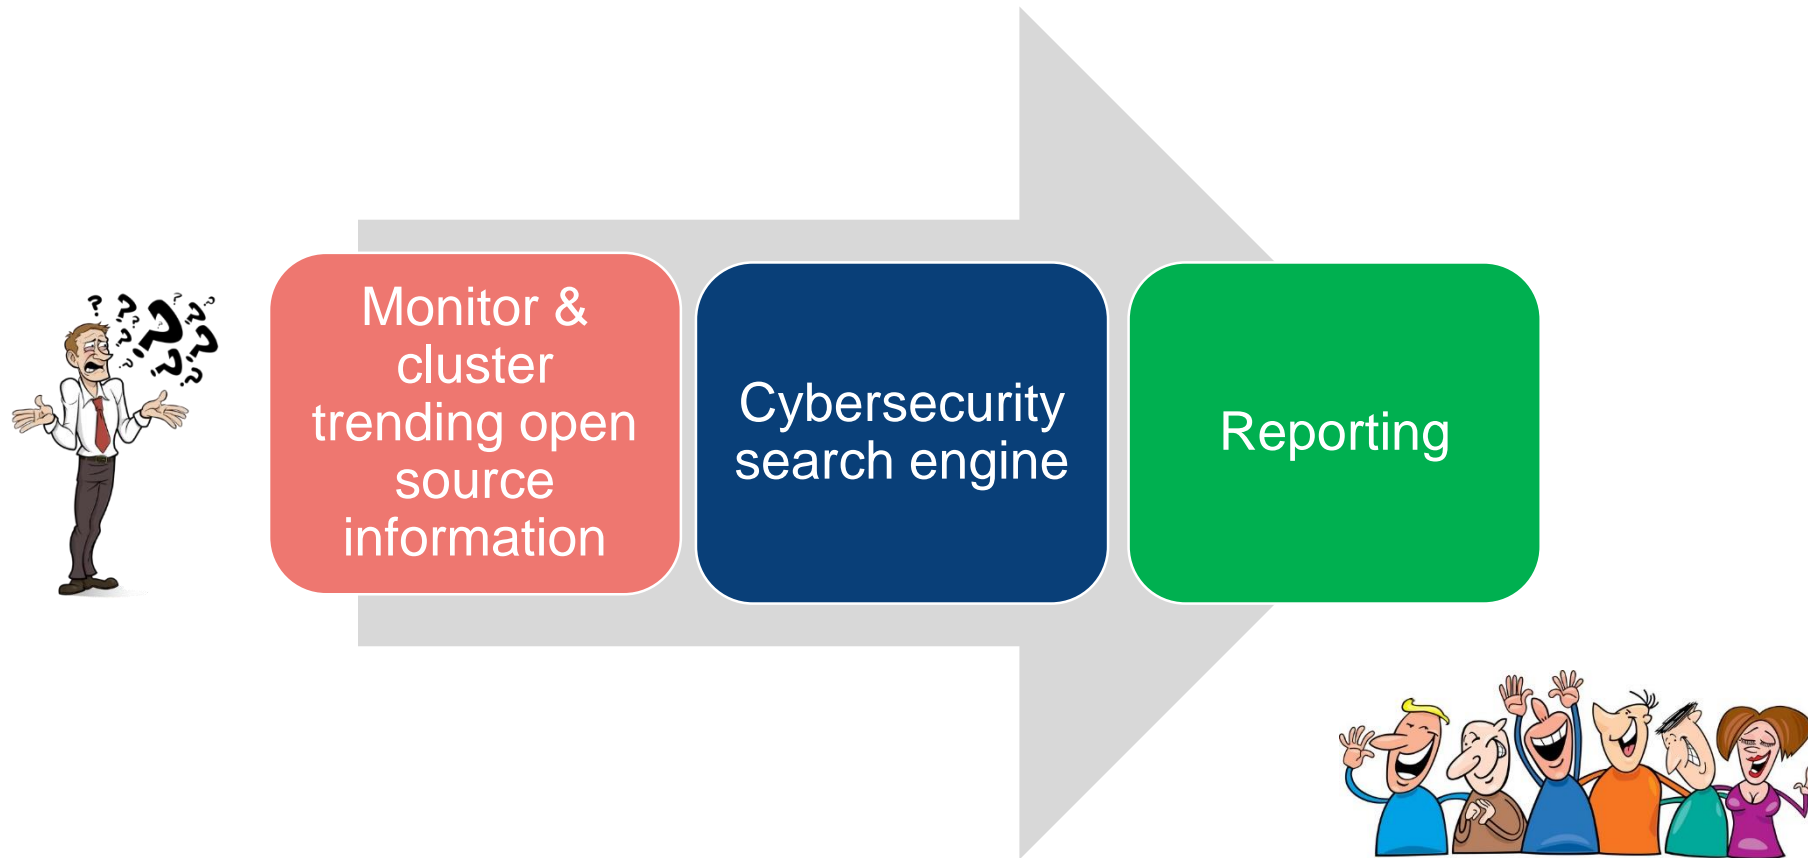 Monitor &
cluster
trending open
source
information
Cybersecurity
search engine
Reporting